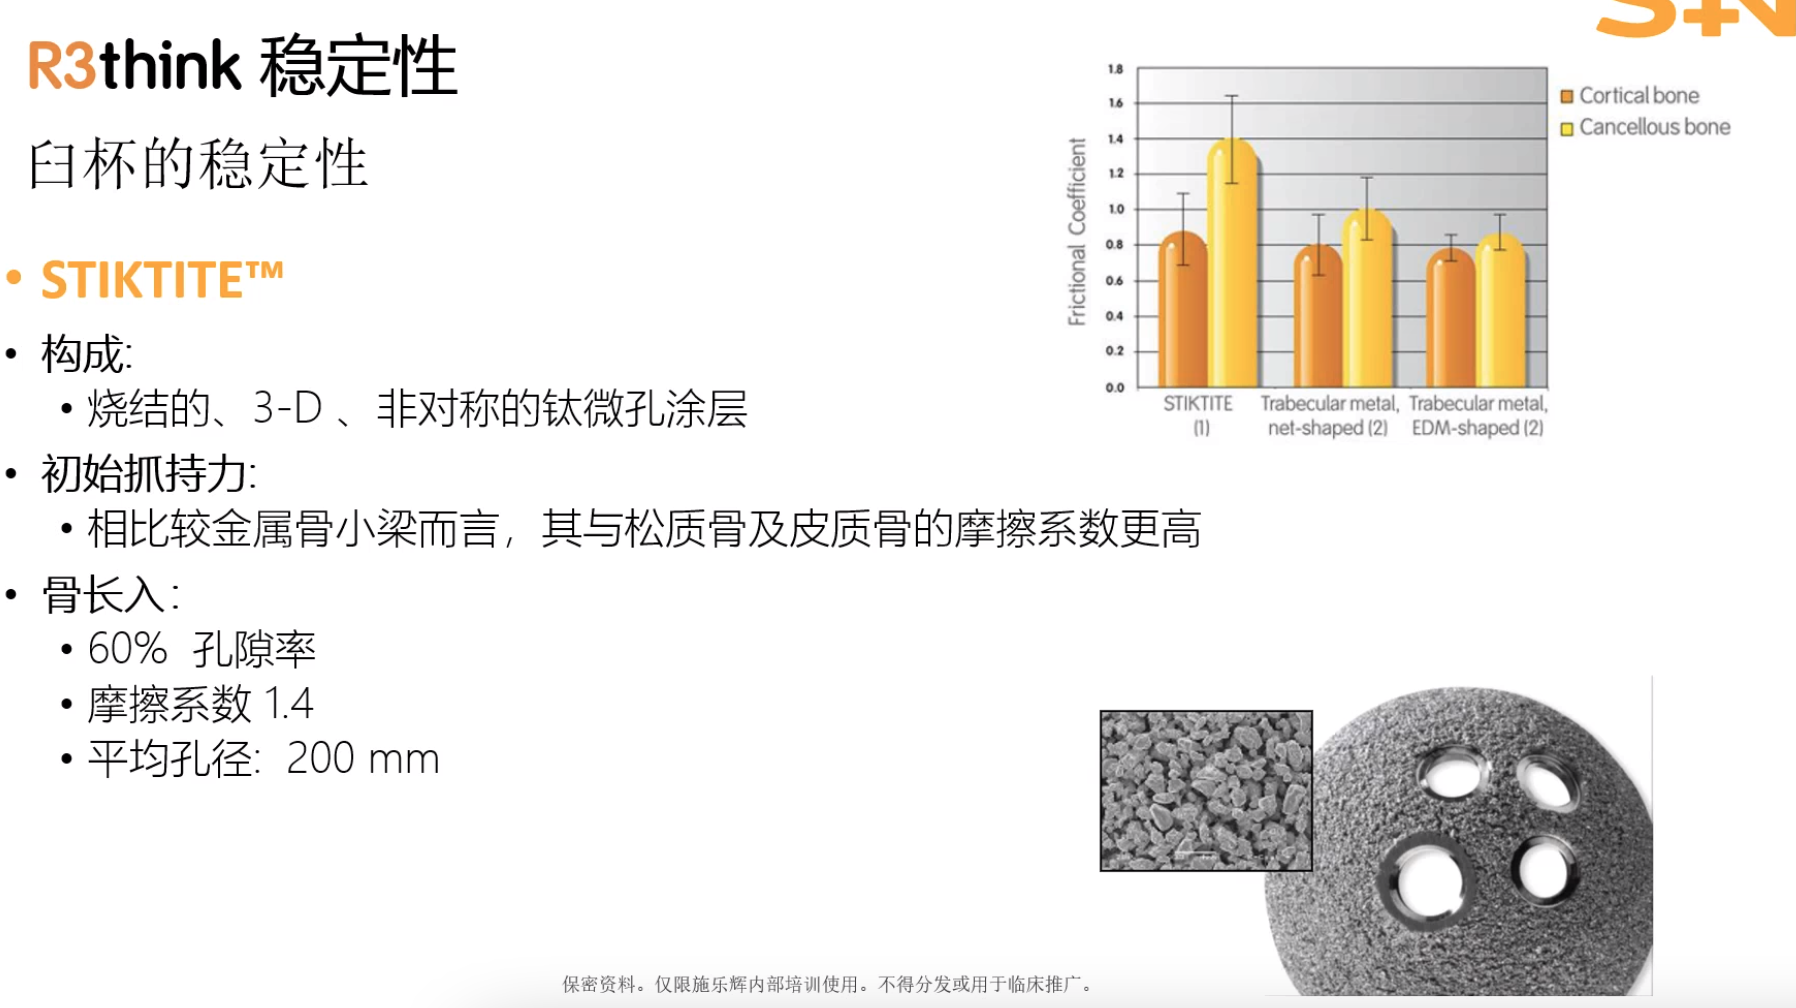 R3think 稳定性
臼杯的稳定性
• STIKTITE™
• 构成:
• 烧结的、3-D 、非对称的钛微孔涂层
• 初始抓持力:
• 相比较金属骨小梁而言，其与松质骨及皮质骨的摩擦系数更高
• 骨长入:
• 60% 孔隙率
• 摩擦系数 1.4
• 平均孔径: 200 mm
Frictional Coefficient
1.8
1.6
1.4
1.2
1.0
0.8
0.6
0.4
0.2
0.0
STIKTITE
(1)
Trabecular metal,
net-shaped (2)
Trabecular metal,
EDM-shaped (2)
Cortical bone
Cancellous bone
保密资料。仅限施乐辉内部培训使用。不得分发或用于临床推广。